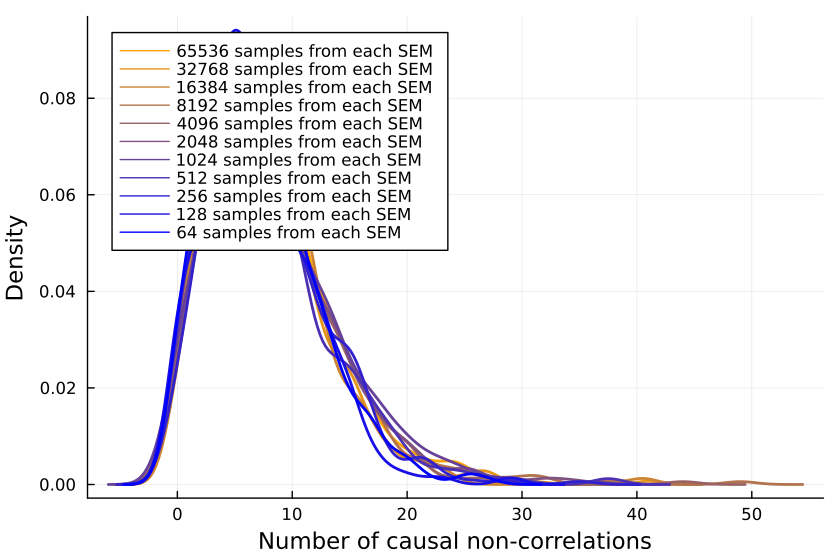 65536 samples from each SEM
32768 samples from each SEM
16384 samples from each SEM
8192 samples from each SEM
4096 samples from each SEM
2048 samples from each SEM
1024 samples from each SEM
512 samples from each SEM
256 samples from each SEM
128 samples from each SEM
64 samples from each SEM
Density
0.08
0.06
0.04
0.02
0.00
0 10 20 30 40 50
Number of causal non-correlations